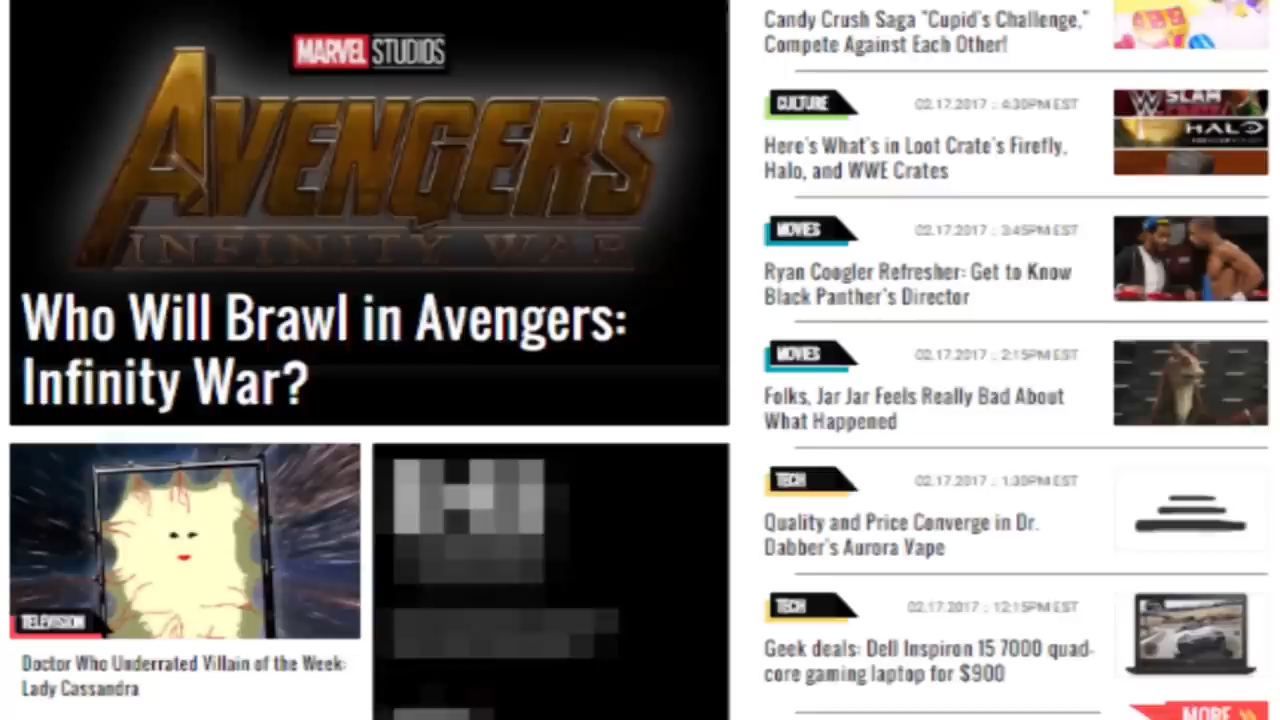 MARVEL STUDIOS
AVENGERS
INFINITY WAR
Who Will Brawl in Avengers:
Infinity War?
TELEVISION
Doctor Who Underrated Villain of the Week:
Lady Cassandra
Candy Crush Saga "Cupid's Challenge,"
Compete Against Each Other!
CULTURE
02.17.2017 :: 4:30PM EST
Here's What's in Loot Crate's Firefly,
Halo, and WWE Crates
SLAM
HALO
MOVIES
02.17.2017 :: 3:45PM EST
Ryan Coogler Refresher: Get to Know
Black Panther's Director
MOVIES
02.17.2017 :: 2:15PM EST
Folks, Jar Jar Feels Really Bad About
What Happened
TECH
02.17.2017 :: 1:30PM EST
Quality and Price Converge in Dr.
Dabber's Aurora Vape
TECH
02.17.2017 :: 12:15PM EST
Geek deals: Dell Inspiron 15 7000 quad-
core gaming laptop for $900
MORE